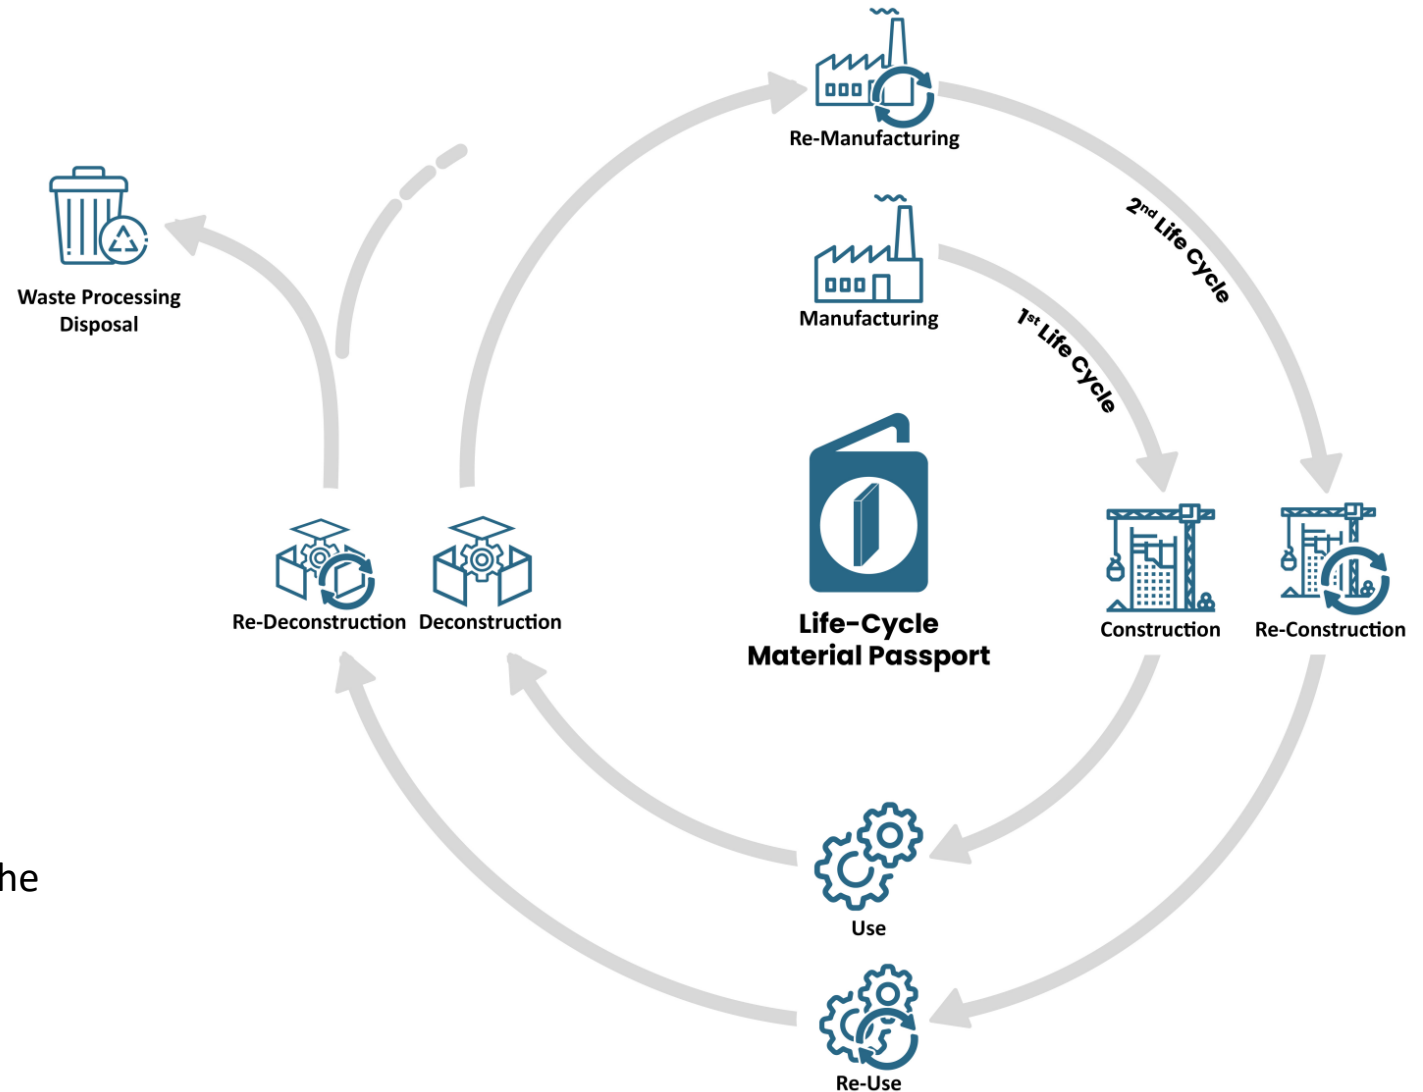 Re-Manufacturing
2nd Life Cycle
Waste Processing
Disposal
Manufacturing
1st Life Cycle
Re-Deconstruction
Deconstruction
Life-Cycle
Material Passport
Construction
Re-Construction
he
Use
Re-Use